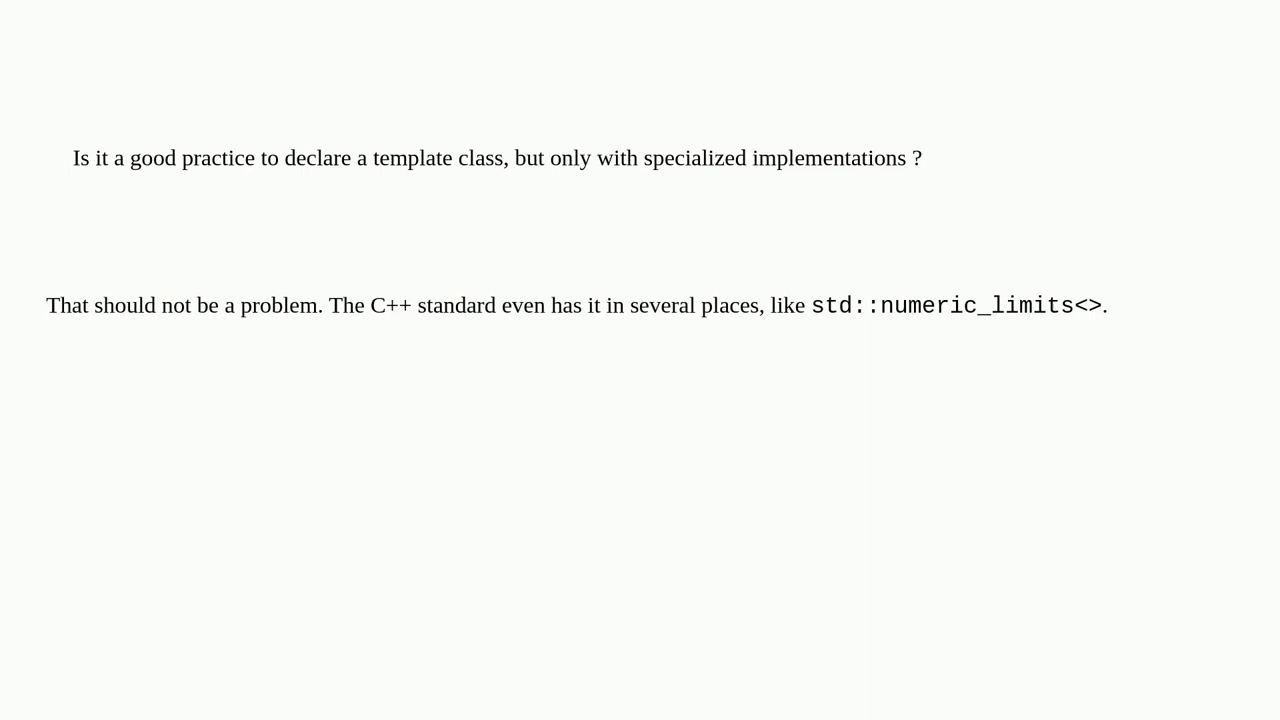 Is it a good practice to declare a template class, but only with specialized implementations ?
That should not be a problem. The C++ standard even has it in several places, like std::numeric_limits<>.